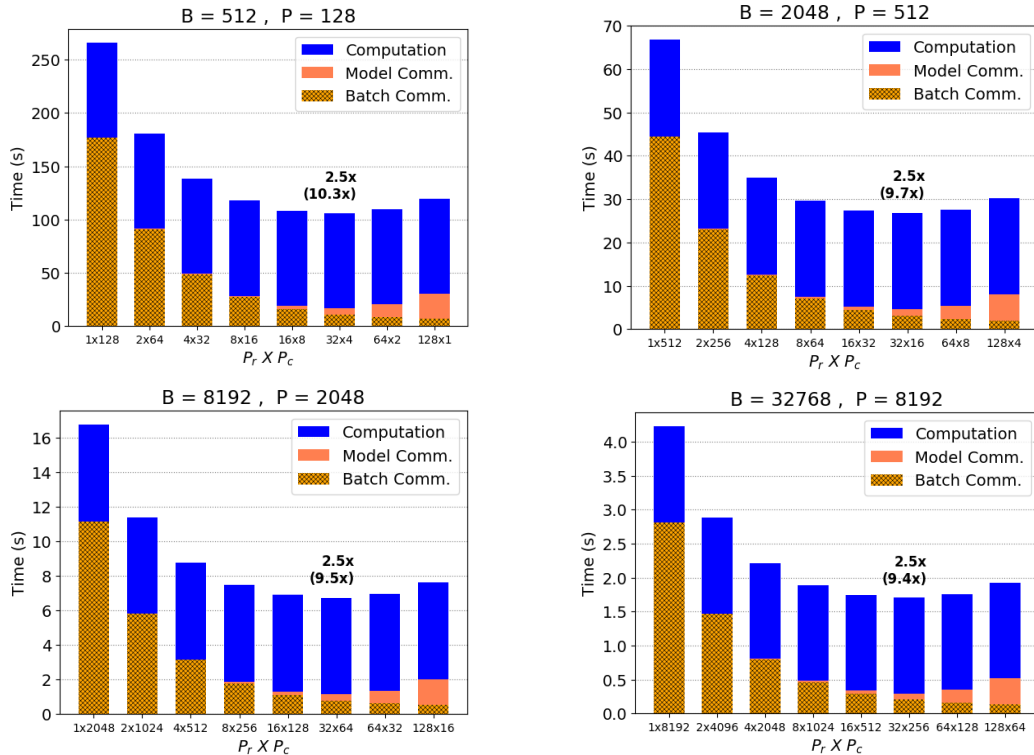 B = 512 , P = 128
Time (s)
250
200
150
100
50
0
Computation
Model Comm.
Batch Comm.
2.5x
(10.3x)
1x128 2x64 4x32 8x16 16x8 32x4 64x2 128x1
P_r X P_c
B = 2048 , P = 512
Time (s)
70
60
50
40
30
20
10
0
Computation
Model Comm.
Batch Comm.
2.5x
(9.7x)
1x512 2x256 4x128 8x64 16x32 32x16 64x8 128x4
P_r X P_c
B = 8192 , P = 2048
Time (s)
16
14
12
10
8
6
4
2
0
Computation
Model Comm.
Batch Comm.
2.5x
(9.5x)
1x2048 2x1024 4x512 8x256 16x128 32x64 64x32 128x16
P_r X P_c
B = 32768 , P = 8192
Time (s)
4.0
3.5
3.0
2.5
2.0
1.5
1.0
0.5
0.0
Computation
Model Comm.
Batch Comm.
2.5x
(9.4x)
1x8192 2x4096 4x2048 8x1024 16x512 32x256 64x128 128x64
P_r X P_c